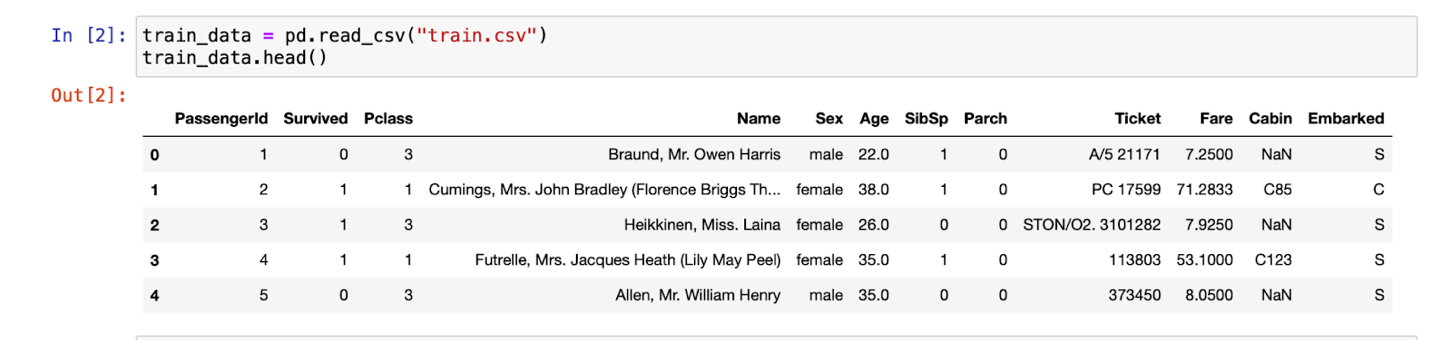 In [2]: train_data = pd.read_csv("train.csv")
train_data.head()
Out[2]:
PassengerId Survived Pclass Name Sex Age SibSp Parch Ticket Fare Cabin Embarked
0 1 0 3 Braund, Mr. Owen Harris male 22.0 1 0 A/5 21171 7.2500 NaN S
1 2 1 1 Cumings, Mrs. John Bradley (Florence Briggs Th... female 38.0 1 0 PC 17599 71.2833 C85 C
2 3 1 3 Heikkinen, Miss. Laina female 26.0 0 0 STON/O2. 3101282 7.9250 NaN S
3 4 1 1 Futrelle, Mrs. Jacques Heath (Lily May Peel) female 35.0 1 0 113803 53.1000 C123 S
4 5 0 3 Allen, Mr. William Henry male 35.0 0 0 373450 8.0500 NaN S